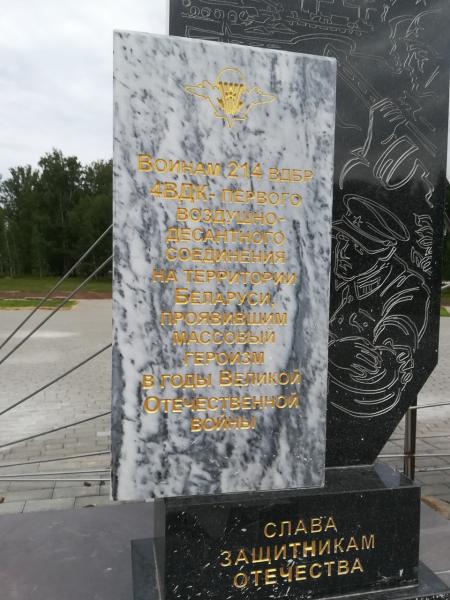 Воинам 214 ВДБР
4ВДК- первого
воздушно-
десантного
соединения
на территории
Беларуси,
проявившим
массовый
героизм
в годы Великой
Отечественной
войны
СЛАВА
ЗАЩИТНИКАМ
ОТЕЧЕСТВА